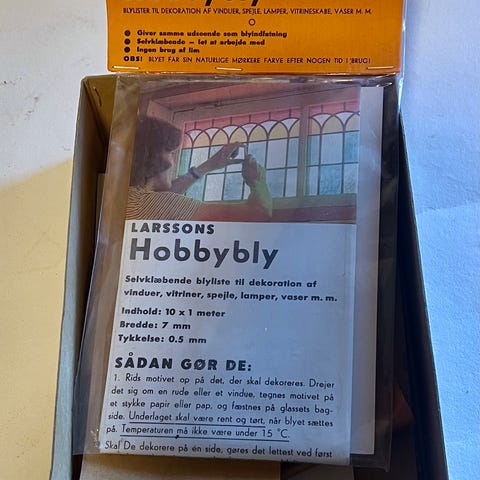 BLYLISTER TIL DEKORATION AF VINDUER, SPEJLE, LAMPER, VITRINESKABE, VASER M. M.
● Giver samme udseende som blyindfatning
● Selvklæbende – let at arbejde med
● Ingen brug af lim
OBS! BLYET FÅR SIN NATURLIGE MØRKERE FARVE EFTER NOGEN TID I BRUG!
LARSSONS
Hobbybly
Selvklæbende blyliste til dekoration af
vinduer, vitriner, spejle, lamper, vaser m. m.
Indhold: 10 x 1 meter
Bredde: 7 mm
Tykkelse: 0.5 mm
SÅDAN GØR DE:
1. Rids motivet op på det, der skal dekoreres. Drejer
det sig om en rude eller et vindue, tegnes motivet på
et stykke papir eller pap, og fæstnes på glassets bag-
side. Underlaget skal være rent og tørt, når blyet sættes
på. Temperaturen må ikke være under 15 °C.
Skal De dekorere på én side, gøres det lettest ved først